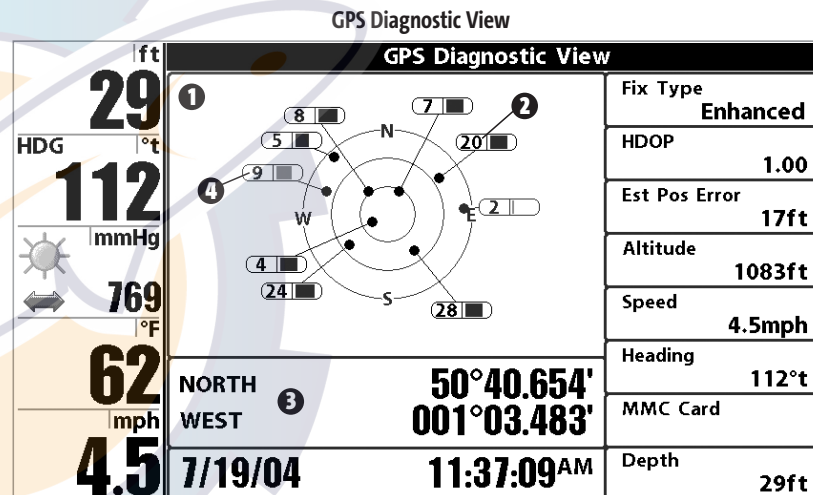 GPS Diagnostic View
ft
29
HDG °t
112
mmHg
769
°F
62
mph
4.5
GPS Diagnostic View
1
8
7
2
5
N
20
4
9
W
E
2
4
24
S
28
NORTH 50°40.654'
3
WEST 001°03.483'
7/19/04 11:37:09AM
Fix Type
Enhanced
HDOP
1.00
Est Pos Error
17ft
Altitude
1083ft
Speed
4.5mph
Heading
112°t
MMC Card
Depth
29ft